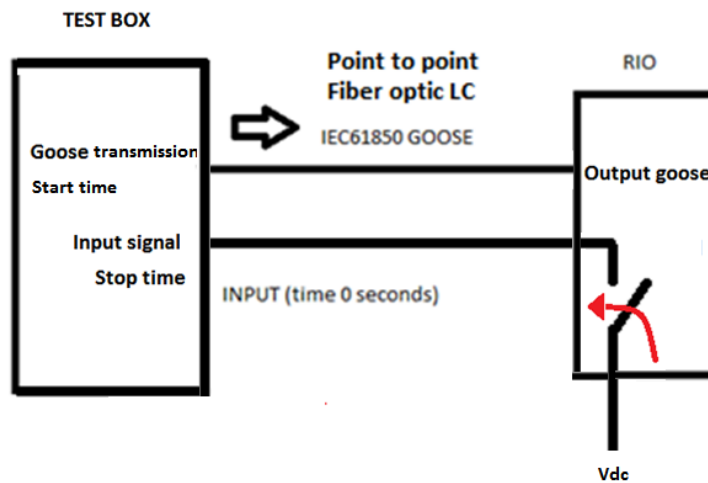 TEST BOX
Point to point
Fiber optic LC
RIO
IEC61850 GOOSE
Goose transmission
Start time
Output goose
Input signal
Stop time
INPUT (time 0 seconds)
Vdc